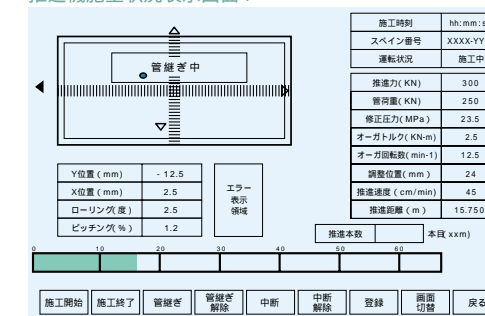 施工時刻 hh:mm:s
スペイン番号 XXXX-YY
運転状況 施工中
管継ぎ中
推進力(KN) 300
管荷重(KN) 250
修正圧力(MPa) 23.5
オーガトルク(KN-m) 2.5
オーガ回転数(min-1) 12.5
調整位置(mm) 24
推進速度(cm/min) 45
推進距離(m) 15.750
Y位置(mm) -12.5
X位置(mm) 2.5
ローリング(度) 2.5
ピッチング(%) 1.2
エラー
表示
領域
推進本数 本目(xxm)
0 10 20 30 40 50 60
施工開始 施工終了 管継ぎ 管継ぎ解除 中断 中断解除 登録 画面切替 戻る